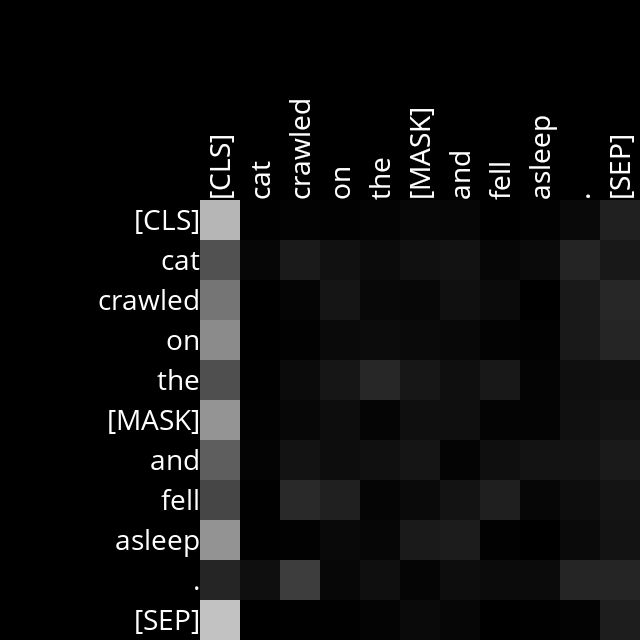 [CLS] cat crawled on the [MASK] and fell asleep . [SEP]
[CLS]
cat
crawled
on
the
[MASK]
and
fell
asleep
.
[SEP]